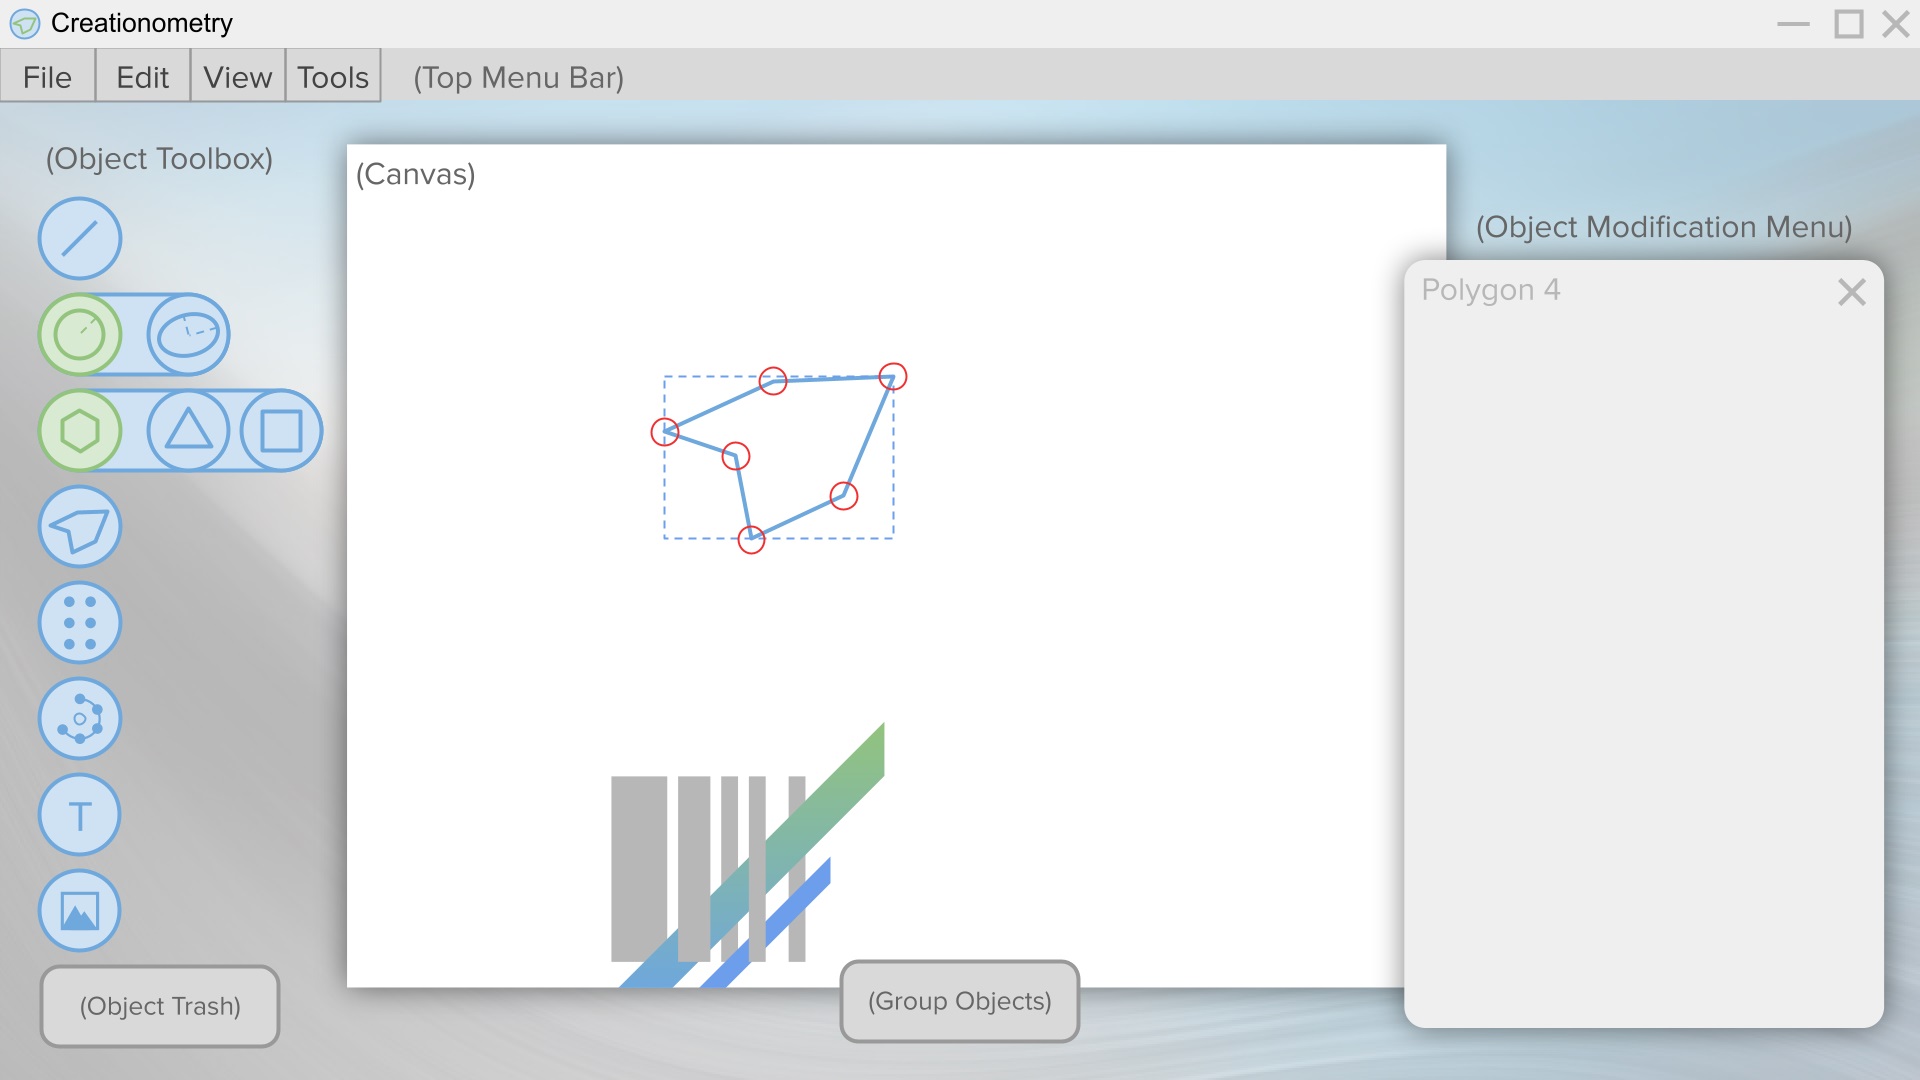 Creationometry
File Edit View Tools (Top Menu Bar)
(Object Toolbox)
(Canvas)
(Object Modification Menu)
Polygon 4
T
(Object Trash)
(Group Objects)